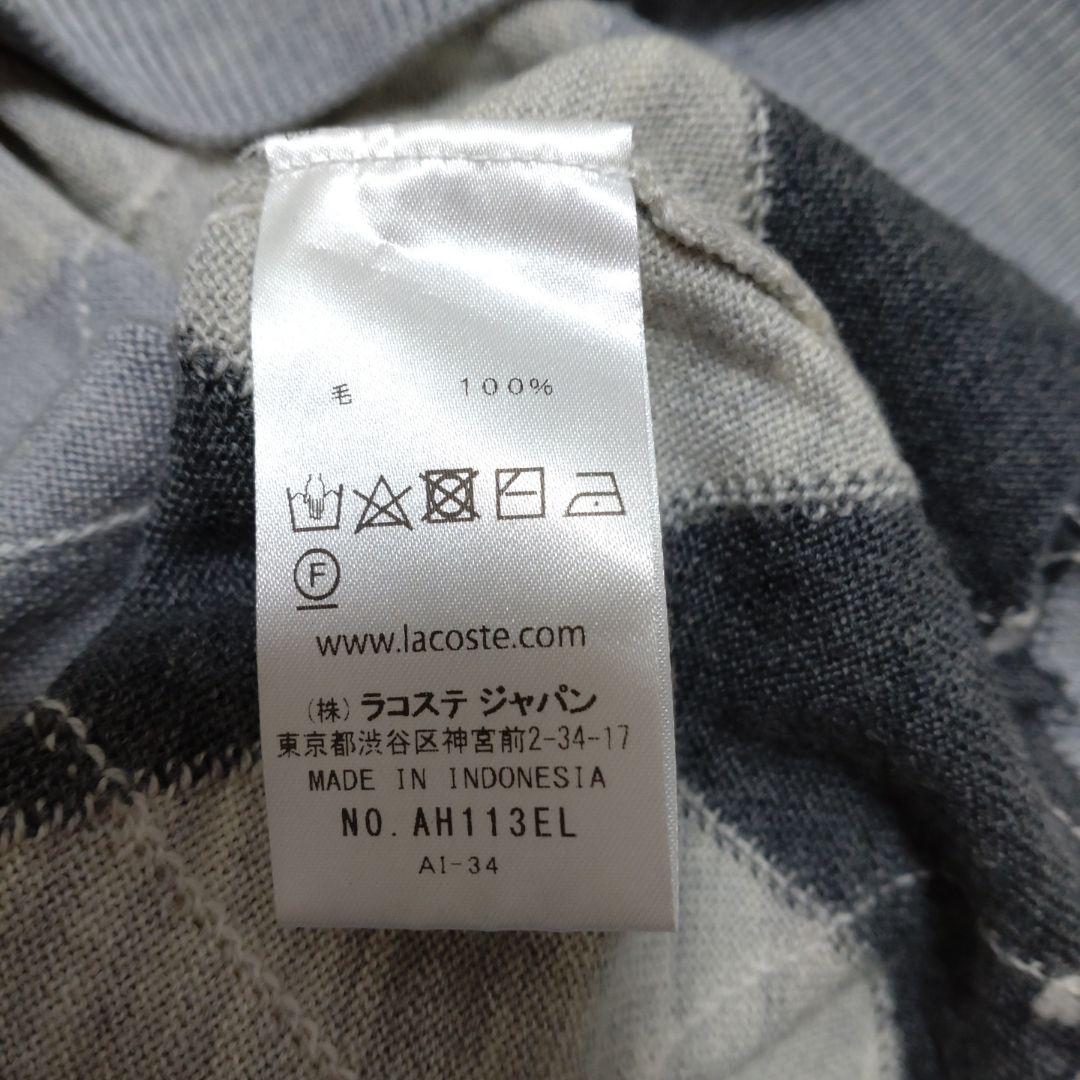 毛 100%
F
www.lacoste.com
(株) ラコステ ジャパン
東京都渋谷区神宮前2-34-17
MADE IN INDONESIA
NO. AH113EL
AI-34